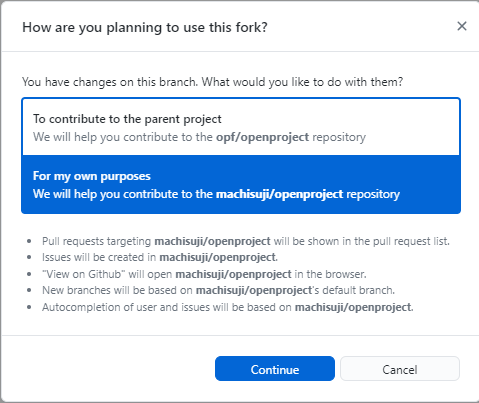 How are you planning to use this fork?
You have changes on this branch. What would you like to do with them?
To contribute to the parent project
We will help you contribute to the opf/openproject repository
For my own purposes
We will help you contribute to the machisuji/openproject repository
• Pull requests targeting machisuji/openproject will be shown in the pull request list.
• Issues will be created in machisuji/openproject.
• "View on Github" will open machisuji/openproject in the browser.
• New branches will be based on machisuji/openproject's default branch.
• Autocompletion of user and issues will be based on machisuji/openproject.
Continue Cancel